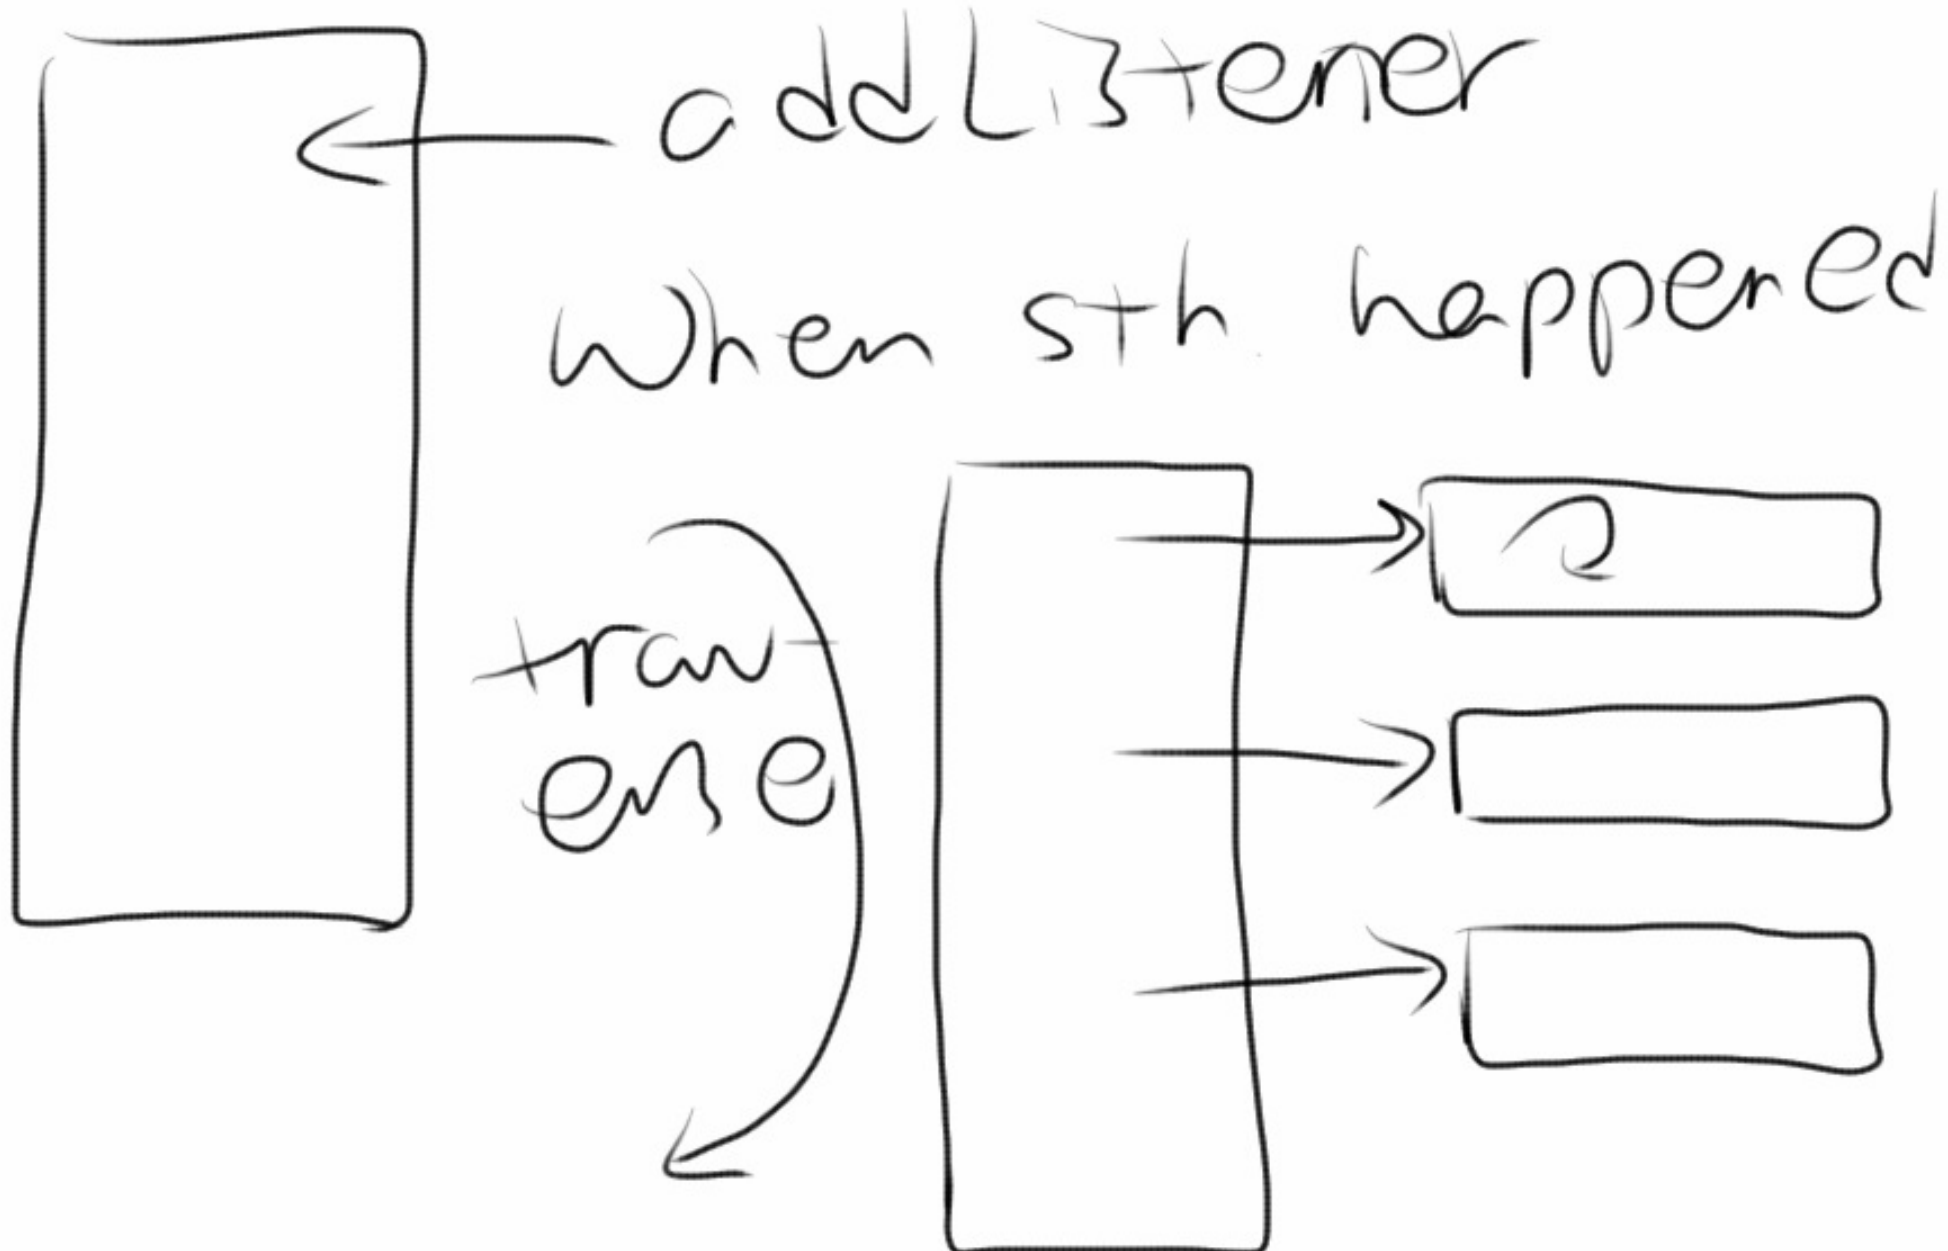 addListener
When sth. happened
trav-
erse